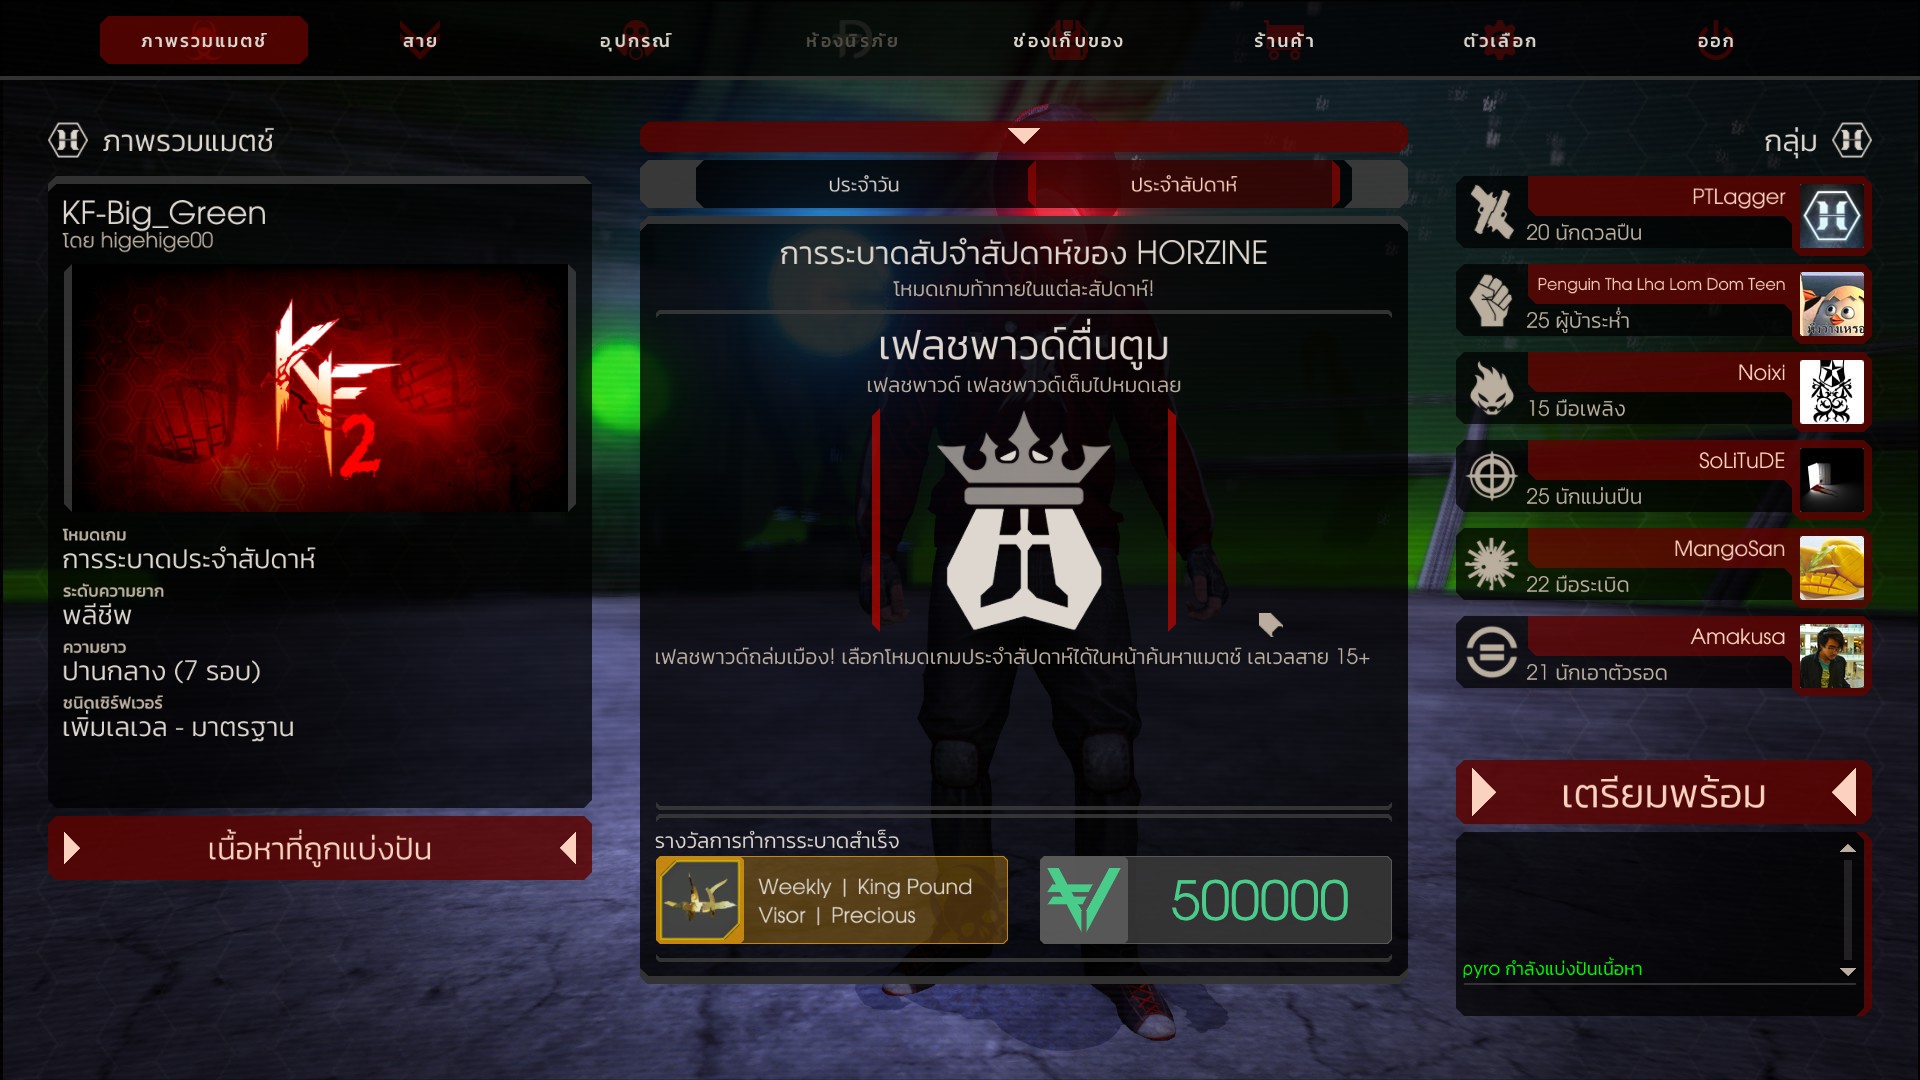 ภาพรวมแมตช์
สาย
อุปกรณ์
ห้องนิรภัย
ช่องเก็บของ
ร้านค้า
ตัวเลือก
ออก
ภาพรวมแมตช์
KF-Big_Green
โดย higehige00
KF2
โหมดเกม
การระบาดประจำสัปดาห์
ระดับความยาก
พลีชีพ
ความยาว
ปานกลาง (7 รอบ)
ชนิดเซิร์ฟเวอร์
เพิ่มเลเวล - มาตรฐาน
เนื้อหาที่ถูกแบ่งปัน
ประจำวัน
ประจำสัปดาห์
การระบาดสัปจำสัปดาห์ของ HORZINE
โหมดเกมท้าทายในแต่ละสัปดาห์!
เฟลชพาวด์ตื่นตูม
เฟลชพาวด์ เฟลชพาวด์เต็มไปหมดเลย
เฟลชพาวด์ถล่มเมือง! เลือกโหมดเกมประจำสัปดาห์ได้ในหน้าค้นหาแมตช์ เลเวลสาย 15+
รางวัลการทำการระบาดสำเร็จ
Weekly | King Pound
Visor | Precious
500000
กลุ่ม
PTLagger
20 นักดวลปืน
Penguin Tha Lha Lom Dom Teen
25 ผู้บ้าระห่ำ
Noixi
15 มือเพลิง
SoLiTuDE
25 นักแม่นปืน
MangoSan
22 มือระเบิด
Amakusa
21 นักเอาตัวรอด
เตรียมพร้อม
pyro กำลังแบ่งปันเนื้อหา